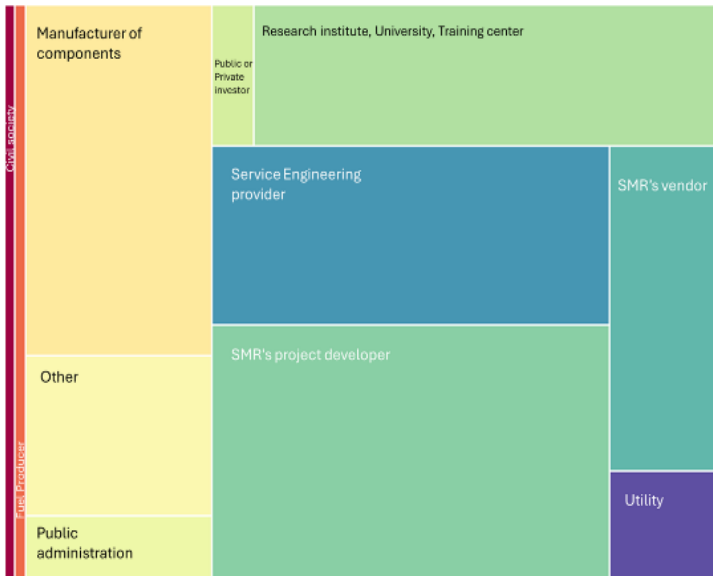 Civil society
Fuel Producer
Manufacturer of
components
Other
Public
administration
Public or
Private
investor
Research institute, University, Training center
Service Engineering
provider
SMR's project developer
SMR's vendor
Utility